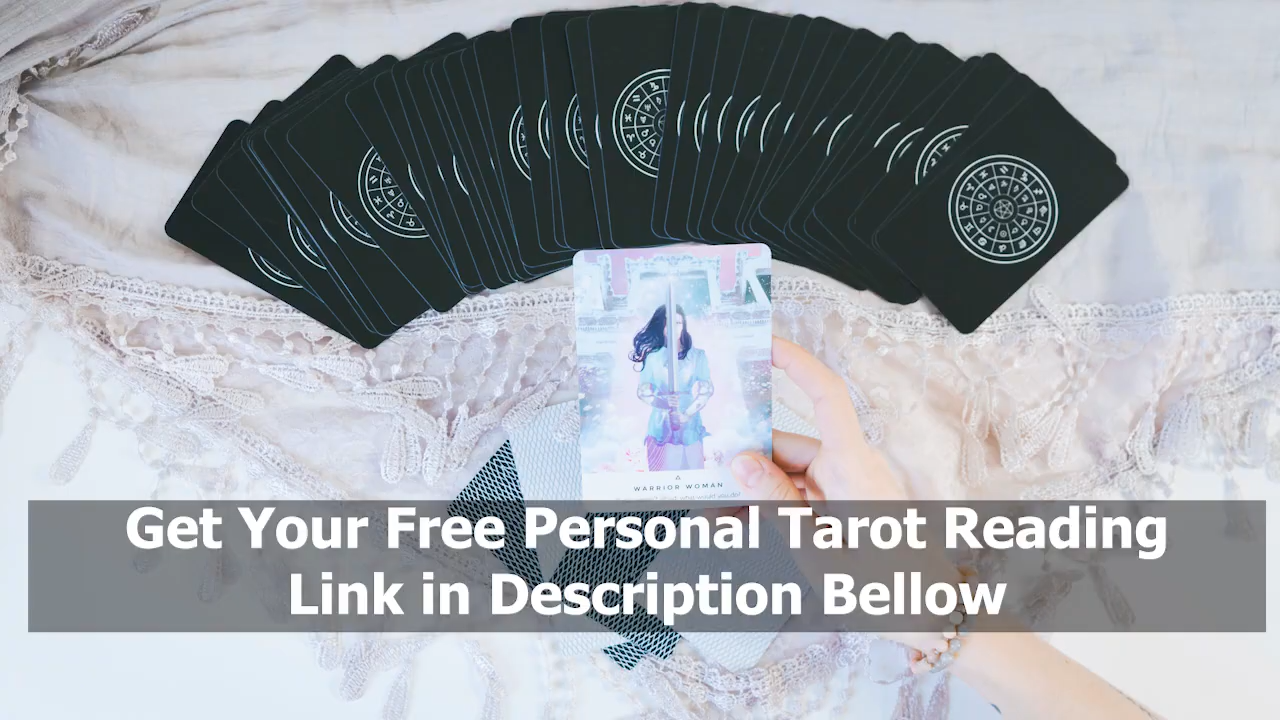 WARRIOR WOMAN
Get Your Free Personal Tarot Reading
Link in Description Bellow